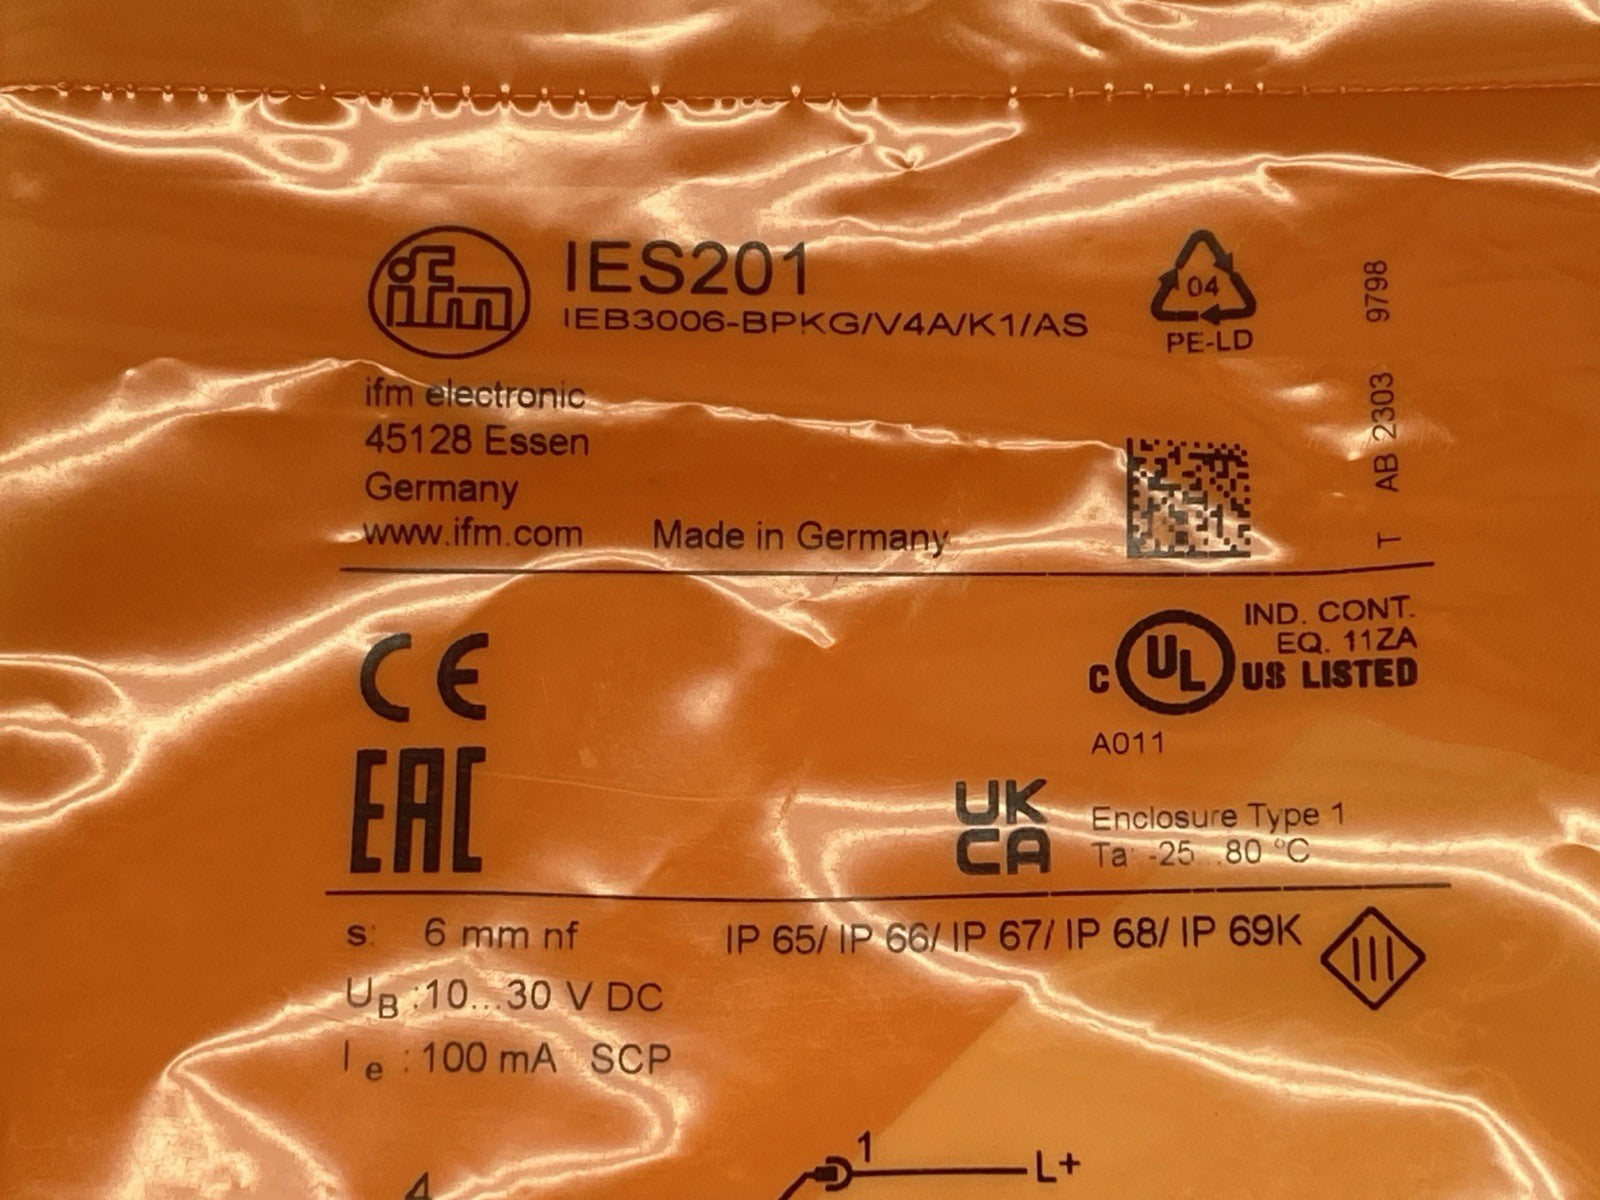 ifm
IES201
IEB3006-BPKG/V4A/K1/AS
04
PE-LD
ifm electronic
45128 Essen
Germany
www.ifm.com
Made in Germany
T AB 2303 9798
CE
EAC
C UL US LISTED
IND. CONT.
EQ. 11ZA
A011
UK
CA
Enclosure Type 1
Ta -25 .80 °C
s: 6 mm nf
IP 65/ IP 66/ IP 67/ IP 68/ IP 69K
III
UB :10...30 V DC
Ie : 100 mA SCP
4
1
L+